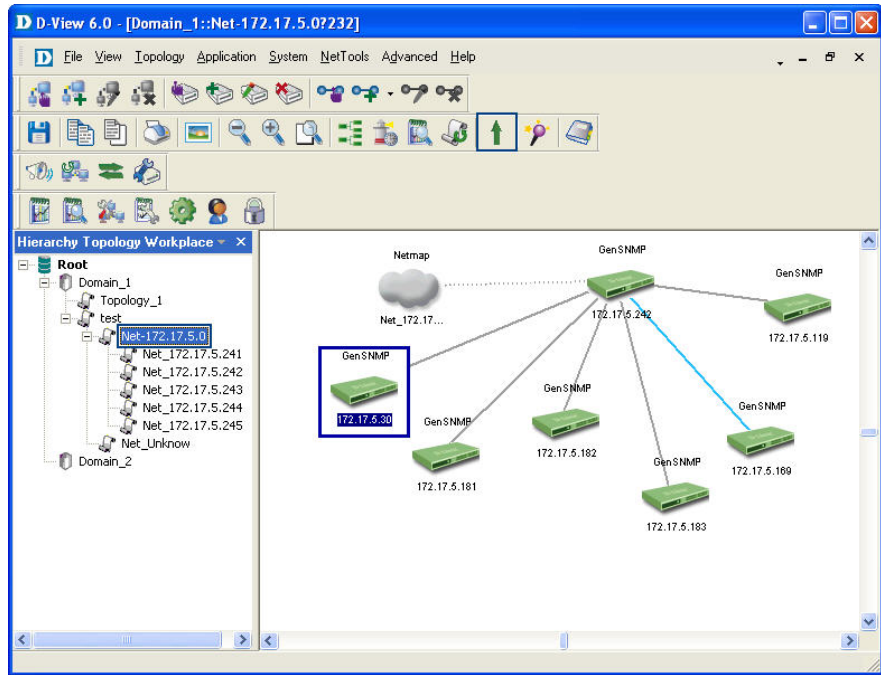 D-View 6.0 - [Domain_1::Net-172.17.5.0?232]
File View Topology Application System NetTools Advanced Help
Hierarchy Topology Workplace
Root
Domain_1
Topology_1
test
Net-172.17.5.0
Net_172.17.5.241
Net_172.17.5.242
Net_172.17.5.243
Net_172.17.5.244
Net_172.17.5.245
Net_Unknow
Domain_2
Netmap
Net_172.17...
GenSNMP
172.17.5.242
GenSNMP
172.17.5.119
GenSNMP
172.17.5.30
GenSNMP
172.17.5.181
GenSNMP
172.17.5.182
GenSNMP
172.17.5.183
GenSNMP
172.17.5.169